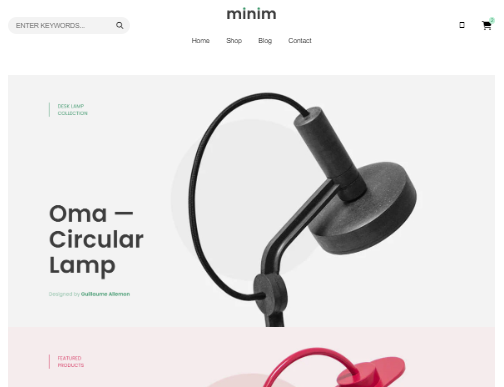 minim
ENTER KEYWORDS...
Home Shop Blog Contact
DESK LAMP
COLLECTION
Oma —
Circular
Lamp
Designed by Guillaume Allemon
FEATURED
PRODUCTS